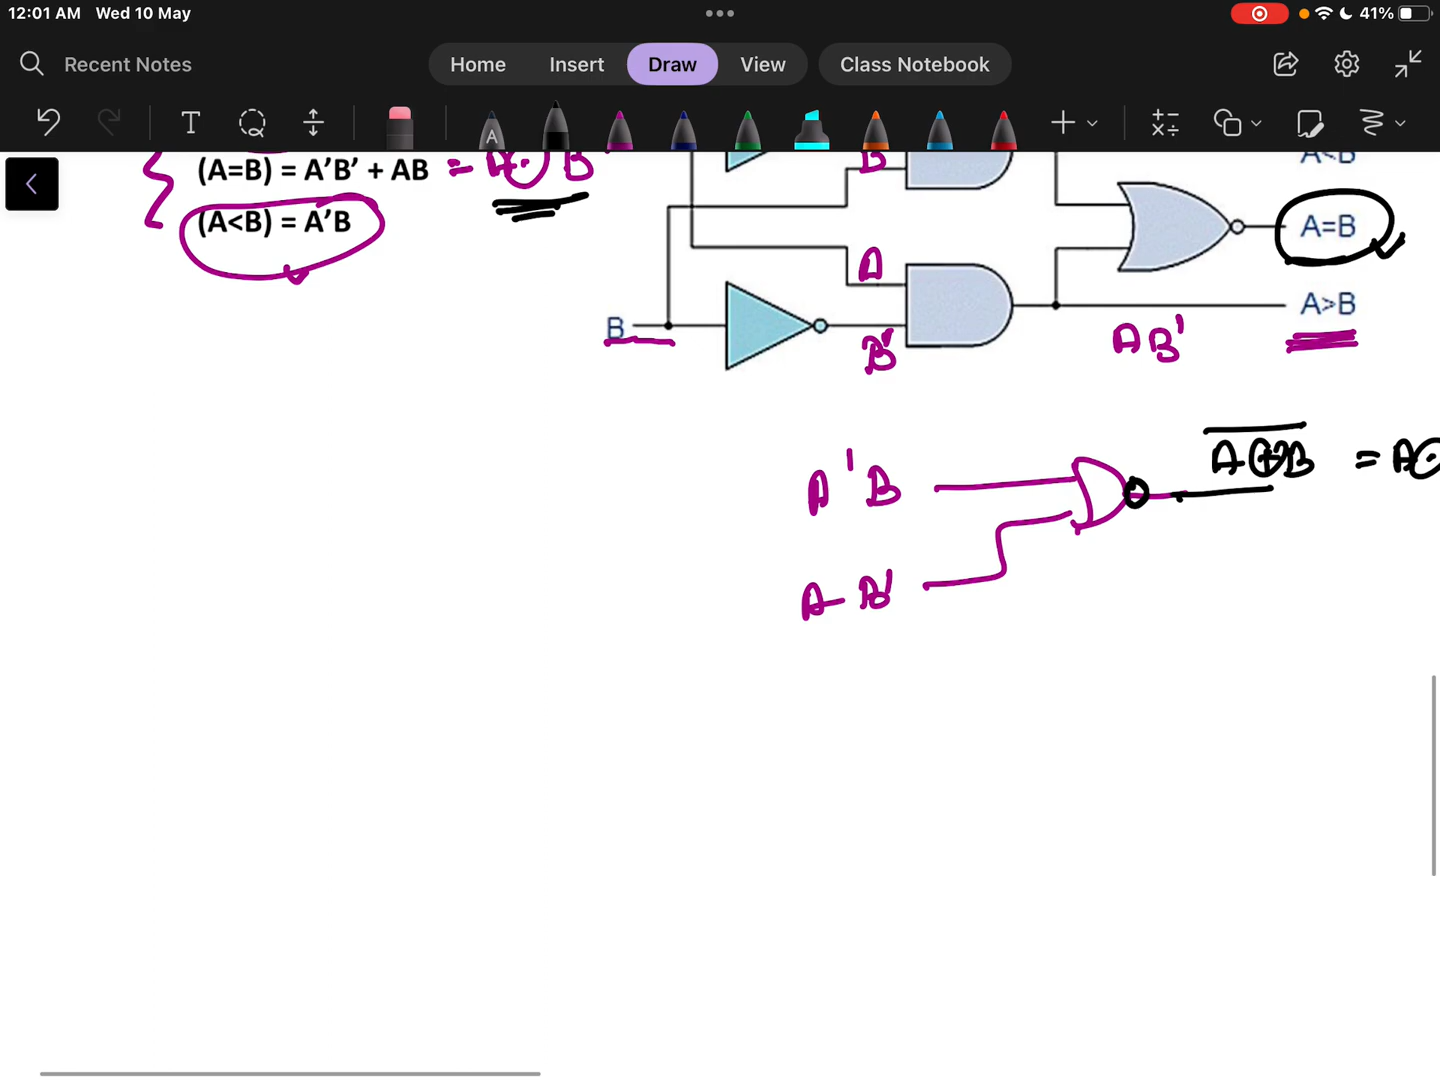 12:01 AM Wed 10 May
41%
Recent Notes
Home Insert Draw View Class Notebook
T
A
(A=B) = A'B' + AB = A⊙B
(A<B) = A'B
B
A<B
A=B
A
A>B
B
B'
AB'
A'B
A̅ ̅⊕̅ ̅B̅ = A⊙
AB'